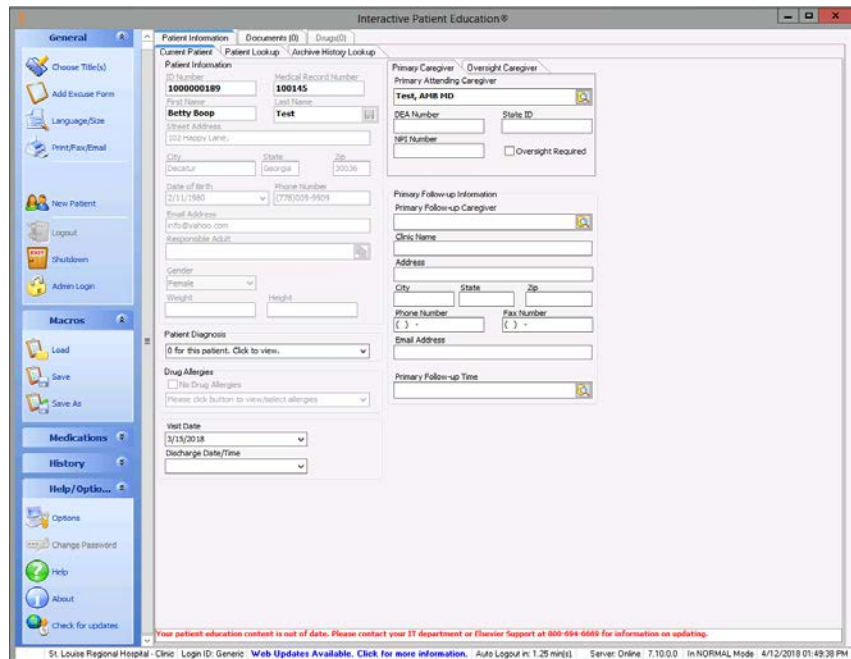 Interactive Patient Education®
General
Choose Title(s)
Add Excuse Form
Language/Size
Print/Fax/Email
New Patient
Logout
EXIT
Shutdown
Admin Login
Macros
Load
Save
Save As
Medications
History
Help/Optio...
Options
Change Password
Help
About
Check for updates
Patient Information Documents (0) Drugs(0)
Current Patient Patient Lookup Archive History Lookup
Patient Information
ID Number Medical Record Number
1000000189 100145
First Name Last Name
Betty Boop Test
Street Address
102 Happy Lane,
City State Zip
Decatur Georgia 30036
Date of Birth Phone Number
2/11/1980 (778)009-9909
Email Address
info@yahoo.com
Responsible Adult
Gender
Female
Weight Height
Patient Diagnosis
0 for this patient. Click to view.
Drug Allergies
No Drug Allergies
Please click button to view/select allergies
Visit Date
3/15/2018
Discharge Date/Time
Primary Caregiver Oversight Caregiver
Primary Attending Caregiver
Test, AMB MD
DEA Number State ID
NPI Number
Oversight Required
Primary Follow-up Information
Primary Follow-up Caregiver
Clinic Name
Address
City State Zip
Phone Number Fax Number
( ) - ( ) -
Email Address
Primary Follow-up Time
Your patient education content is out of date. Please contact your IT department or Elsevier Support at 800-694-6669 for information on updating.
St. Louise Regional Hospital - Clinic Login ID: Generic Web Updates Available. Click for more information. Auto Logout in: 1.25 min(s). Server: Online 7.10.0.0 In NORMAL Mode 4/12/2018 01:49:38 PM